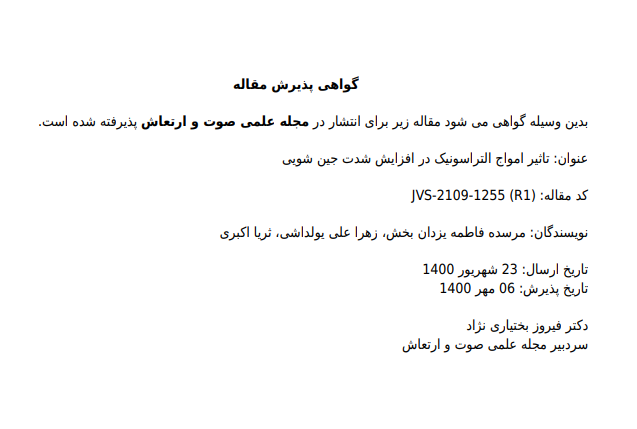 گواهی پذیرش مقاله
بدین وسیله گواهی می شود مقاله زیر برای انتشار در مجله علمی صوت و ارتعاش پذیرفته شده است.
عنوان: تاثیر امواج التراسونیک در افزایش شدت جین شویی
کد مقاله: JVS-2109-1255 (R1)
نویسندگان: مرسده فاطمه یزدان بخش، زهرا علی یولداشی، ثریا اکبری
تاریخ ارسال: 23 شهریور 1400
تاریخ پذیرش: 06 مهر 1400
دکتر فیروز بختیاری نژاد
سردبیر مجله علمی صوت و ارتعاش